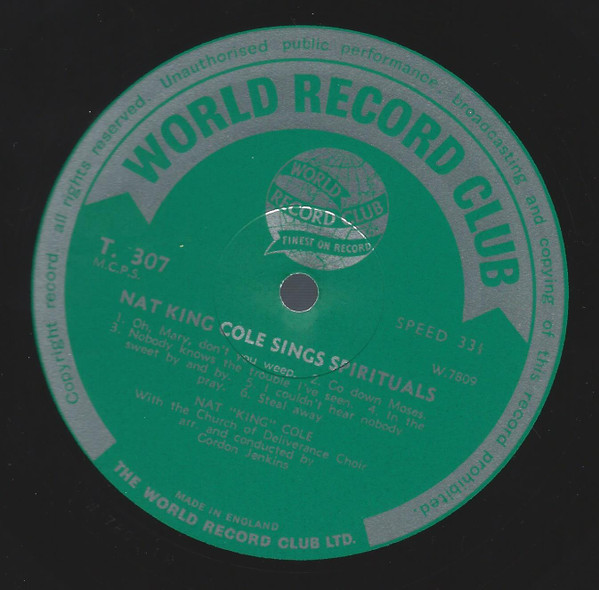 Copyright record, all rights reserved. Unauthorised public performance, broadcasting and copying of this record prohibited.
WORLD RECORD CLUB
WORLD
RECORD CLUB
FINEST ON RECORD
T. 307
M.C.P.S.
SPEED 33⅓
W.7809
NAT KING COLE SINGS SPIRITUALS
1. Oh, Mary, don't you weep. 2. Go down Moses.
3. Nobody knows the trouble I've seen. 4. In the
sweet by and by. 5. I couldn't hear nobody
pray. 6. Steal away.
NAT "KING" COLE
With the Church of Deliverance Choir
arr. and conducted by
Gordon Jenkins
MADE IN ENGLAND
THE WORLD RECORD CLUB LTD.